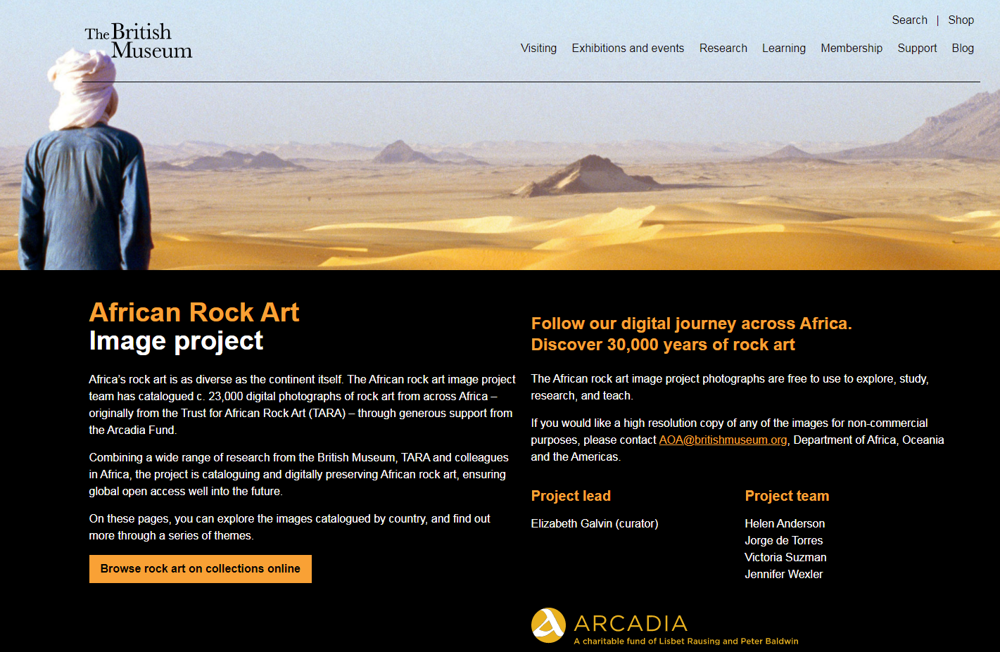 The British
Museum
Search | Shop
Visiting Exhibitions and events Research Learning Membership Support Blog
African Rock Art
Image project
Africa’s rock art is as diverse as the continent itself. The African rock art image project
team has catalogued c. 23,000 digital photographs of rock art from across Africa –
originally from the Trust for African Rock Art (TARA) – through generous support from
the Arcadia Fund.
Combining a wide range of research from the British Museum, TARA and colleagues
in Africa, the project is cataloguing and digitally preserving African rock art, ensuring
global open access well into the future.
On these pages, you can explore the images catalogued by country, and find out
more through a series of themes.
Browse rock art on collections online
Follow our digital journey across Africa.
Discover 30,000 years of rock art
The African rock art image project photographs are free to use to explore, study,
research, and teach.
If you would like a high resolution copy of any of the images for non-commercial
purposes, please contact AOA@britishmuseum.org, Department of Africa, Oceania
and the Americas.
Project lead
Elizabeth Galvin (curator)
Project team
Helen Anderson
Jorge de Torres
Victoria Suzman
Jennifer Wexler
ARCADIA
A charitable fund of Lisbet Rausing and Peter Baldwin